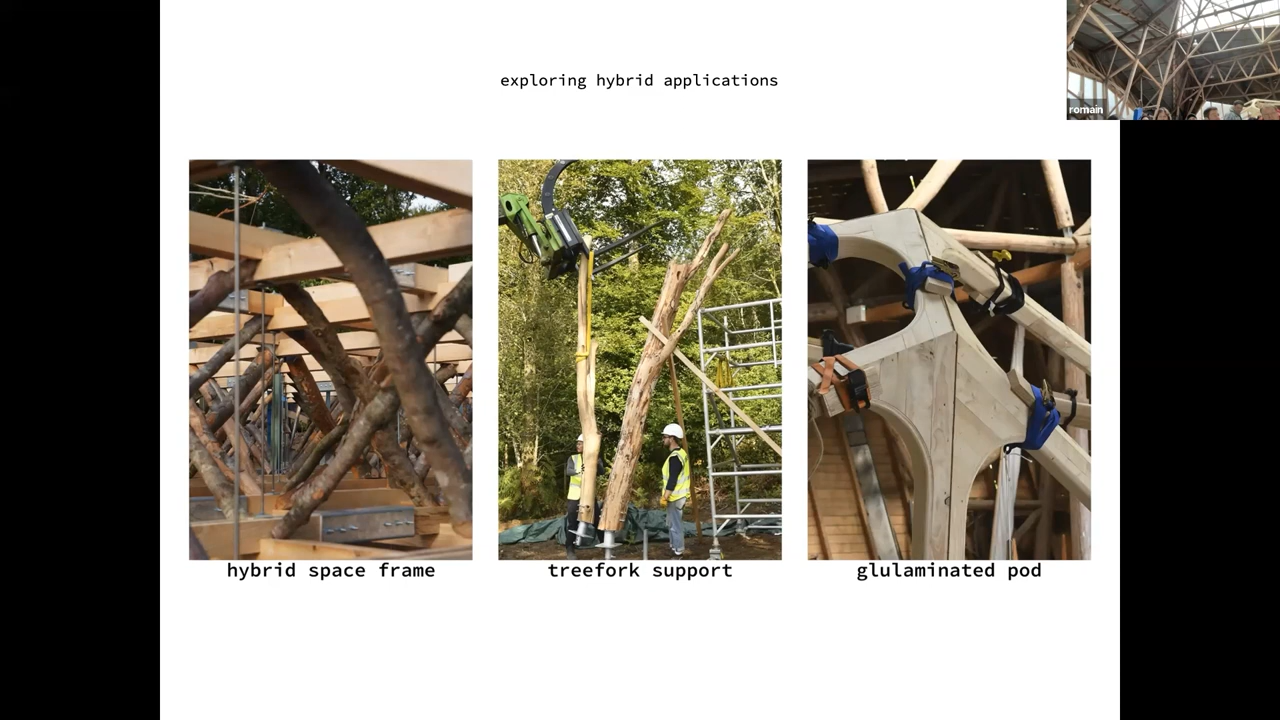 exploring hybrid applications
romain
hybrid space frame
treefork support
glulaminated pod